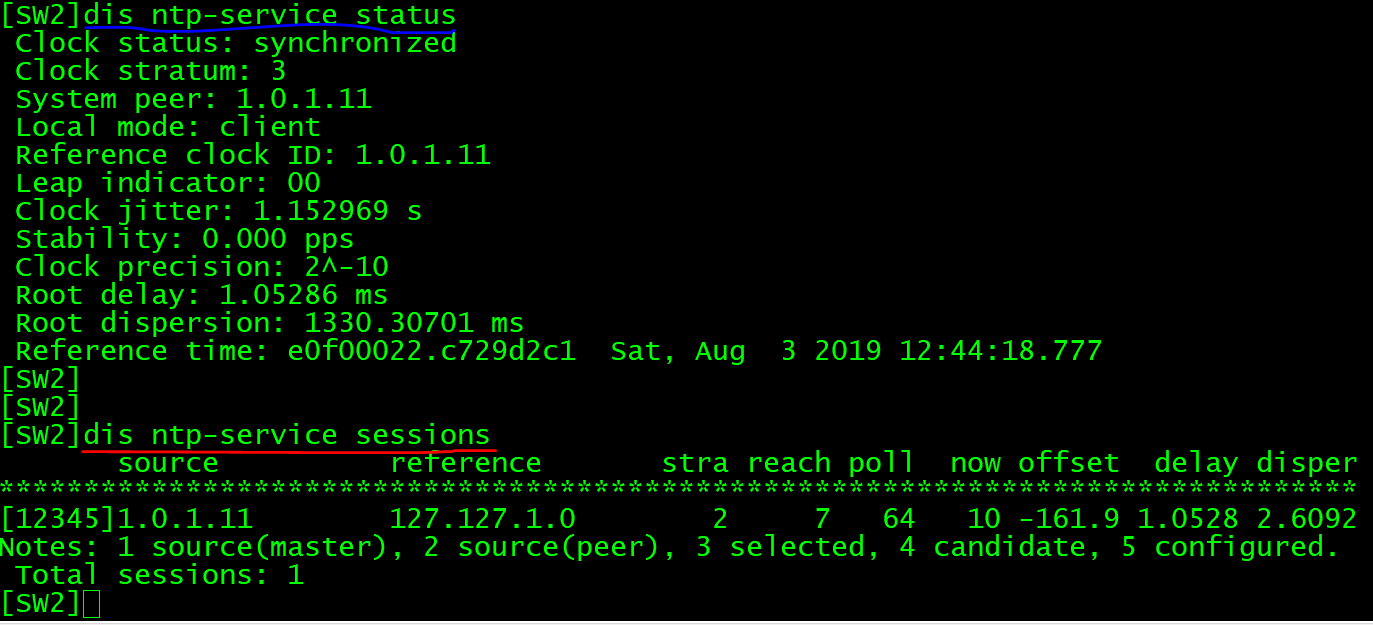 [SW2]dis ntp-service status
Clock status: synchronized
Clock stratum: 3
System peer: 1.0.1.11
Local mode: client
Reference clock ID: 1.0.1.11
Leap indicator: 00
Clock jitter: 1.152969 s
Stability: 0.000 pps
Clock precision: 2^-10
Root delay: 1.05286 ms
Root dispersion: 1330.30701 ms
Reference time: e0f00022.c729d2c1  Sat, Aug  3 2019 12:44:18.777
[SW2]
[SW2]
[SW2]dis ntp-service sessions
source reference stra reach poll now offset delay disper
********************************************************************************
[12345]1.0.1.11 127.127.1.0 2 7 64 10 -161.9 1.0528 2.6092
Notes: 1 source(master), 2 source(peer), 3 selected, 4 candidate, 5 configured.
Total sessions: 1
[SW2]